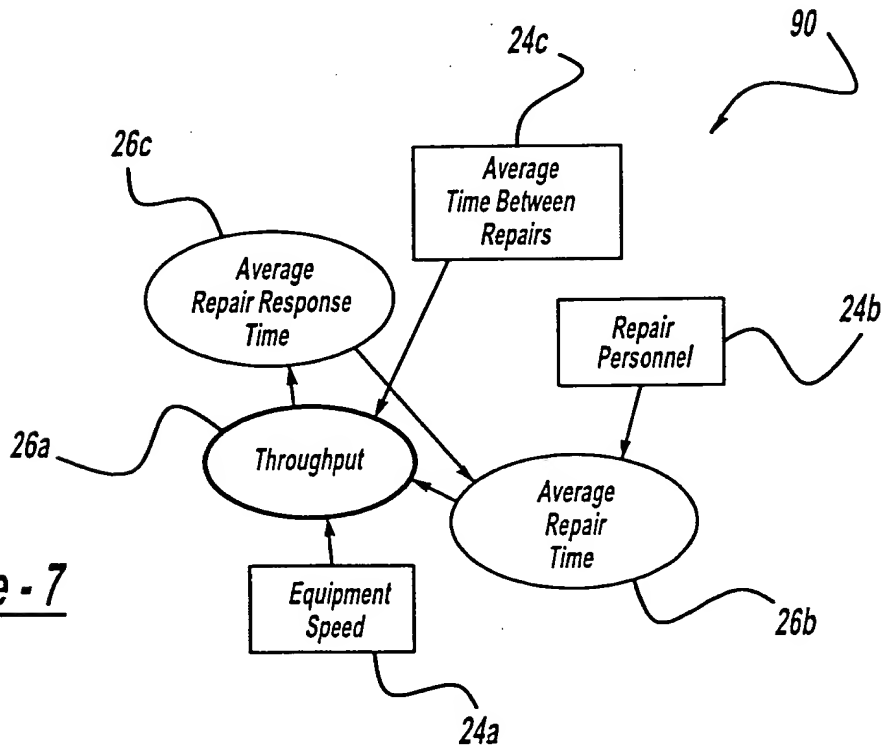 90
24c
26c
Average
Time Between
Repairs
Average
Repair Response
Time
Repair
Personnel
24b
26a
Throughput
Average
Repair
Time
e - 7
Equipment
Speed
26b
24a